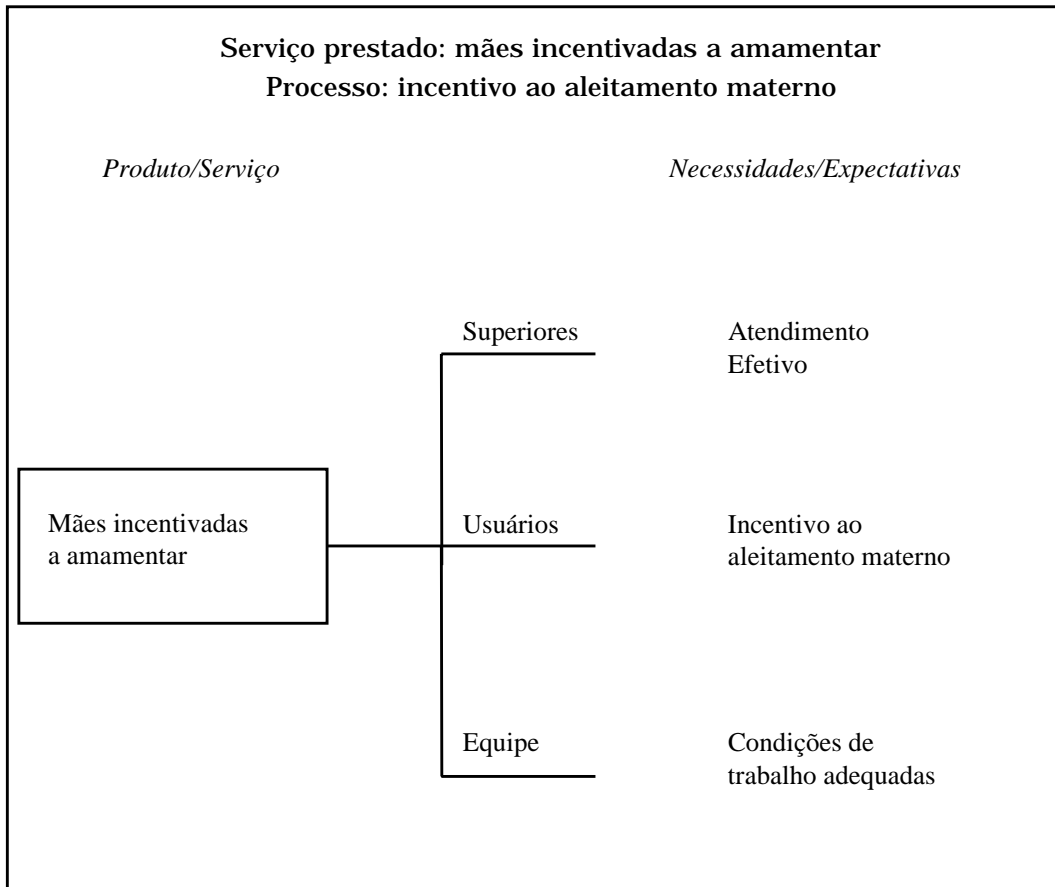 Serviço prestado: mães incentivadas a amamentar
Processo: incentivo ao aleitamento materno
Produto/Serviço
Necessidades/Expectativas
Superiores
Atendimento
Efetivo
Mães incentivadas
a amamentar
Usuários
Incentivo ao
aleitamento materno
Equipe
Condições de
trabalho adequadas